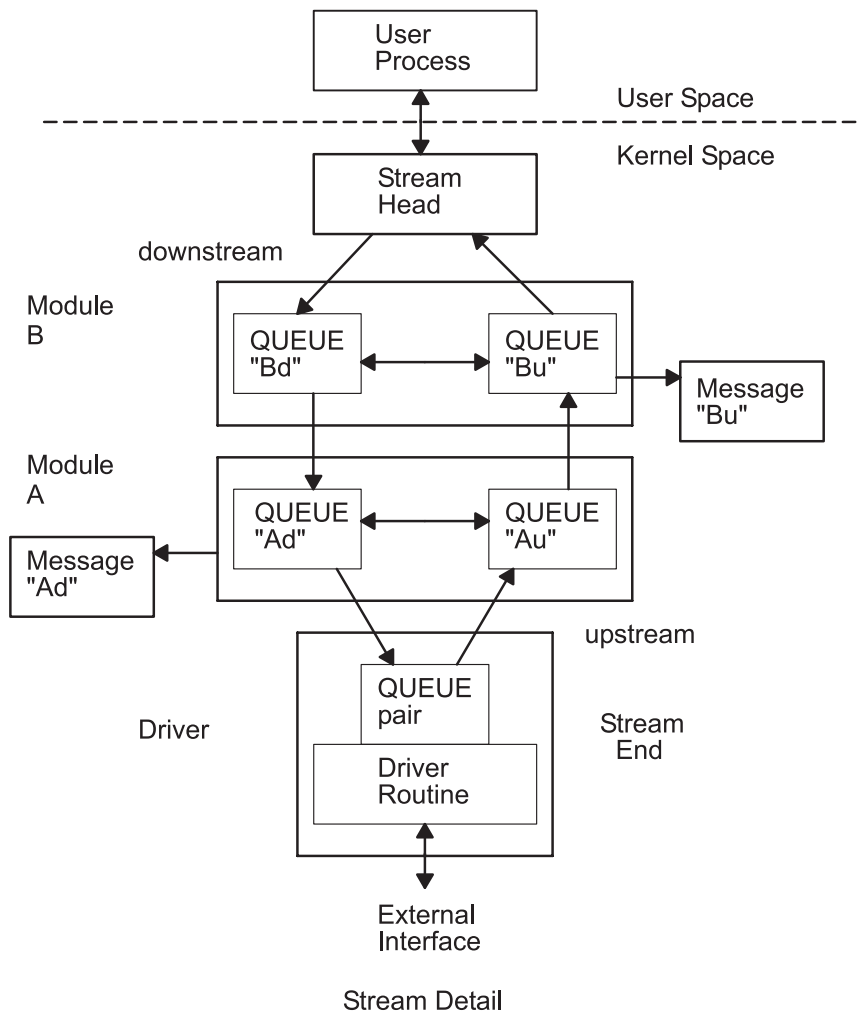 User
Process
User Space
Kernel Space
Stream
Head
downstream
Module
B
QUEUE
"Bd"
QUEUE
"Bu"
Message
"Bu"
Module
A
QUEUE
"Ad"
QUEUE
"Au"
Message
"Ad"
upstream
QUEUE
pair
Driver
Stream
End
Driver
Routine
External
Interface
Stream Detail